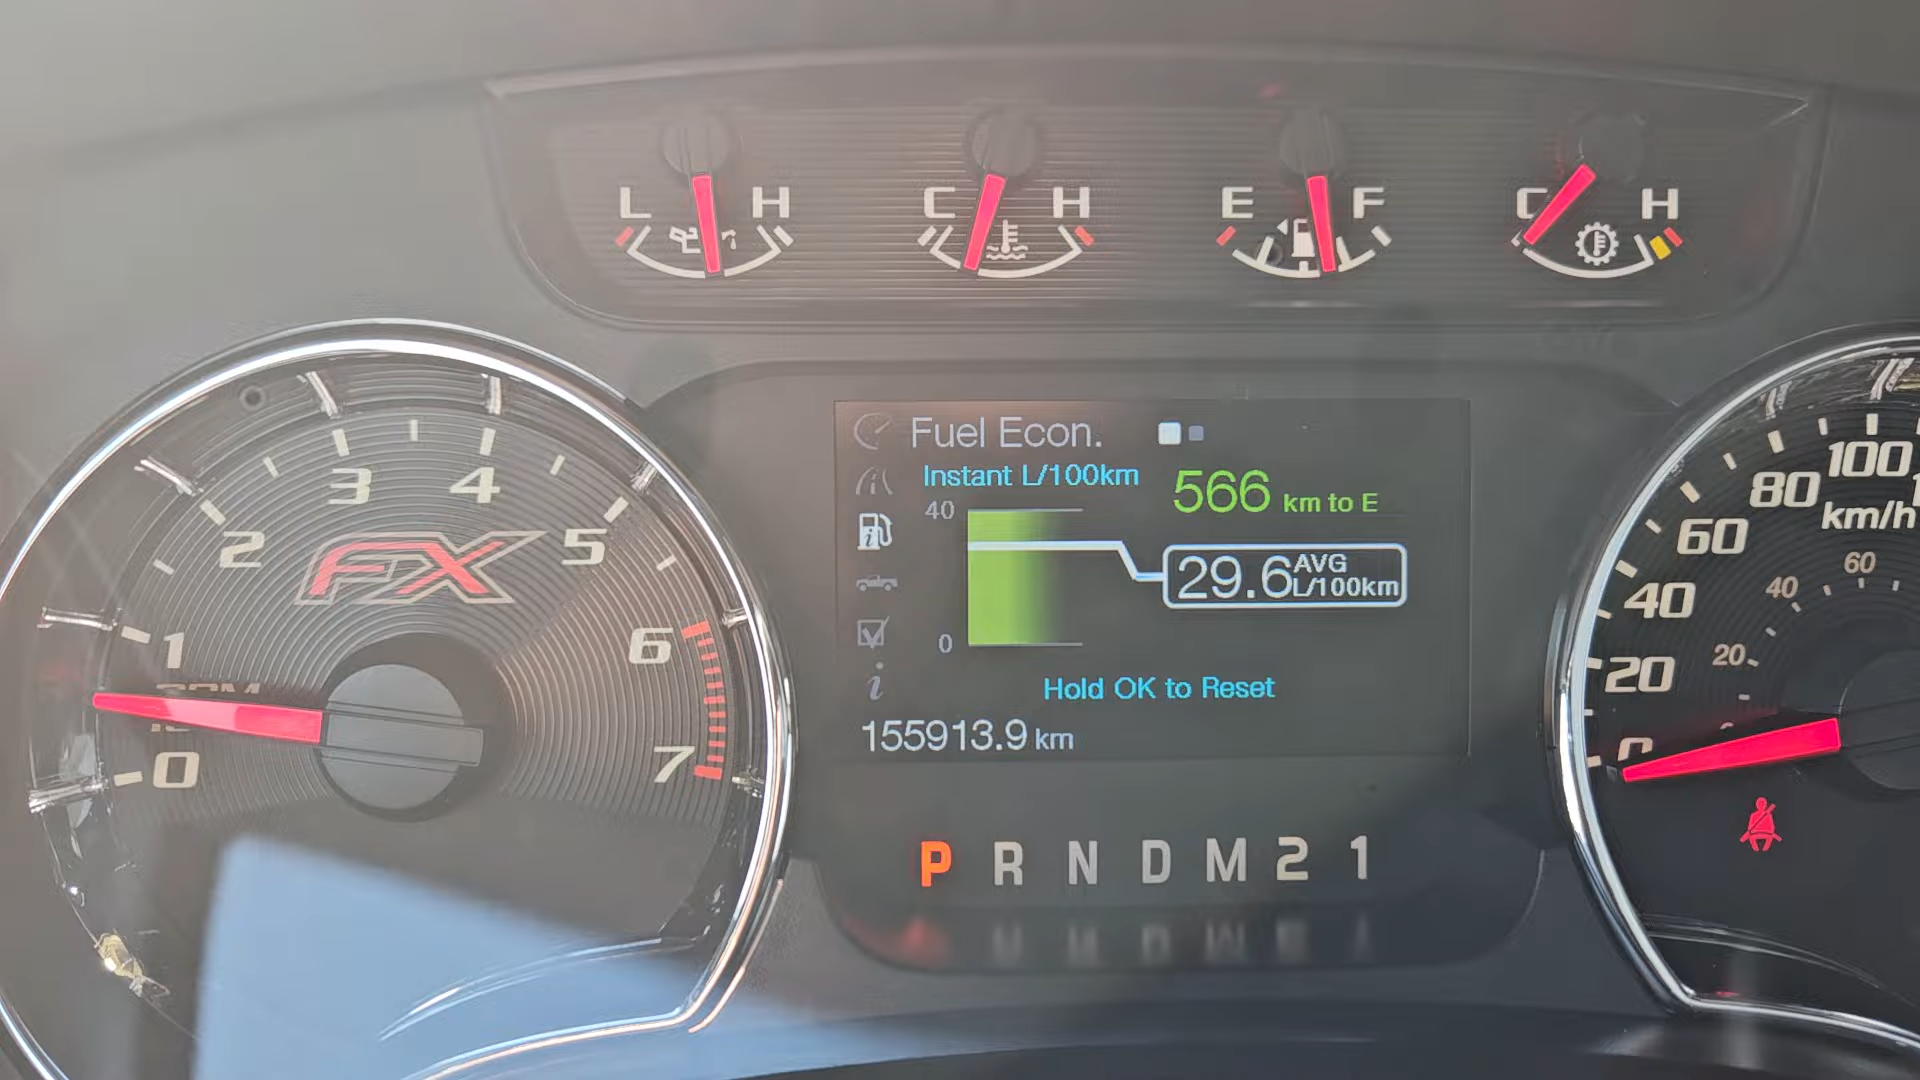 L H
C H
E F
C H
Fuel Econ.
Instant L/100km
566 km to E
40
29.6 AVG L/100km
0
Hold OK to Reset
155913.9 km
P R N D M 2 1
0 1 2 3 4 5 6 7
FX
0 20 40 60 80 100
km/h
20 40 60